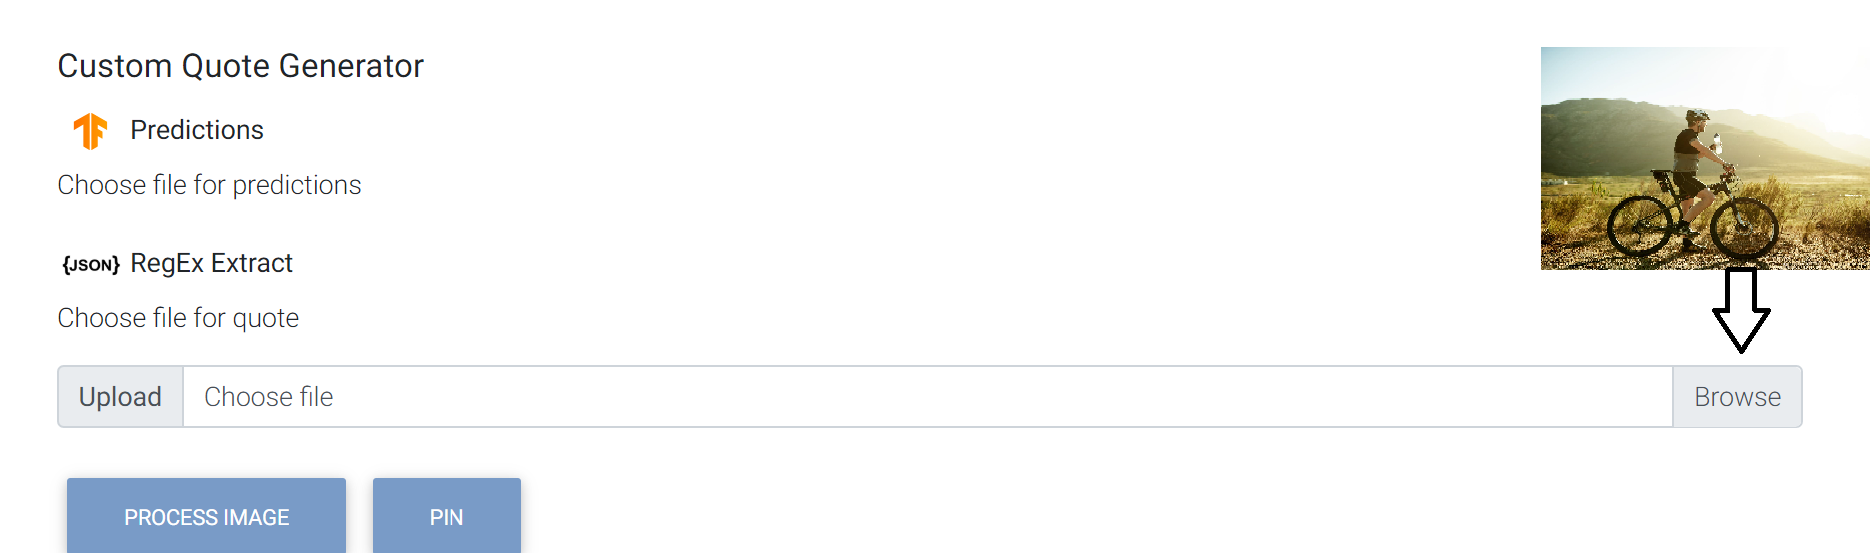 Custom Quote Generator
Predictions
Choose file for predictions
{JSON} RegEx Extract
Choose file for quote
Upload Choose file Browse
PROCESS IMAGE PIN